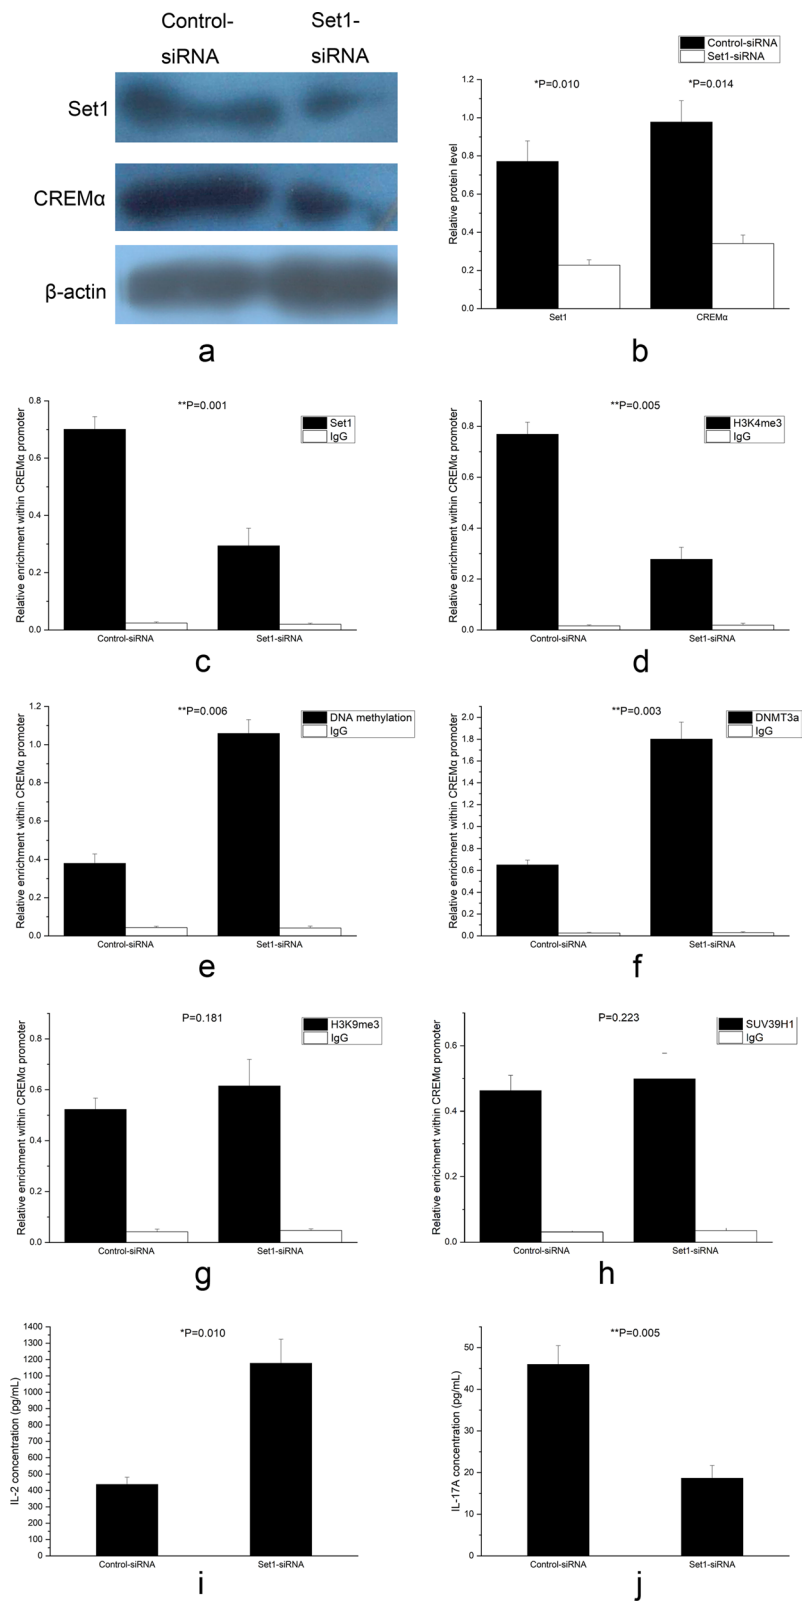 Control-
siRNA
Set1-
siRNA
Set1
CREMα
β-actin
a
Control-siRNA
Set1-siRNA
*P=0.010
*P=0.014
Relative protein level
1.2
1.0
0.8
0.6
0.4
0.2
0.0
Set1
CREMα
b
Relative enrichment within CREMα promoter
0.8
0.6
0.4
0.2
0.0
**P=0.001
Set1
IgG
Control-siRNA
Set1-siRNA
c
Relative enrichment within CREMα promoter
0.8
0.6
0.4
0.2
0.0
**P=0.005
H3K4me3
IgG
Control-siRNA
Set1-siRNA
d
Relative enrichment within CREMα promoter
1.2
1.0
0.8
0.6
0.4
0.2
0.0
**P=0.006
DNA methylation
IgG
Control-siRNA
Set1-siRNA
e
Relative enrichment within CREMα promoter
2.0
1.8
1.6
1.4
1.2
1.0
0.8
0.6
0.4
0.2
0.0
**P=0.003
DNMT3a
IgG
Control-siRNA
Set1-siRNA
f
Relative enrichment within CREMα promoter
0.8
0.6
0.4
0.2
0.0
P=0.181
H3K9me3
IgG
Control-siRNA
Set1-siRNA
g
Relative enrichment within CREMα promoter
0.6
0.4
0.2
0.0
P=0.223
SUV39H1
IgG
Control-siRNA
Set1-siRNA
h
IL-2 concentration (pg/mL)
1400
1300
1200
1100
1000
900
800
700
600
500
400
300
200
100
0
*P=0.010
Control-siRNA
Set1-siRNA
i
IL-17A concentration (pg/mL)
50
40
30
20
10
0
**P=0.005
Control-siRNA
Set1-siRNA
j